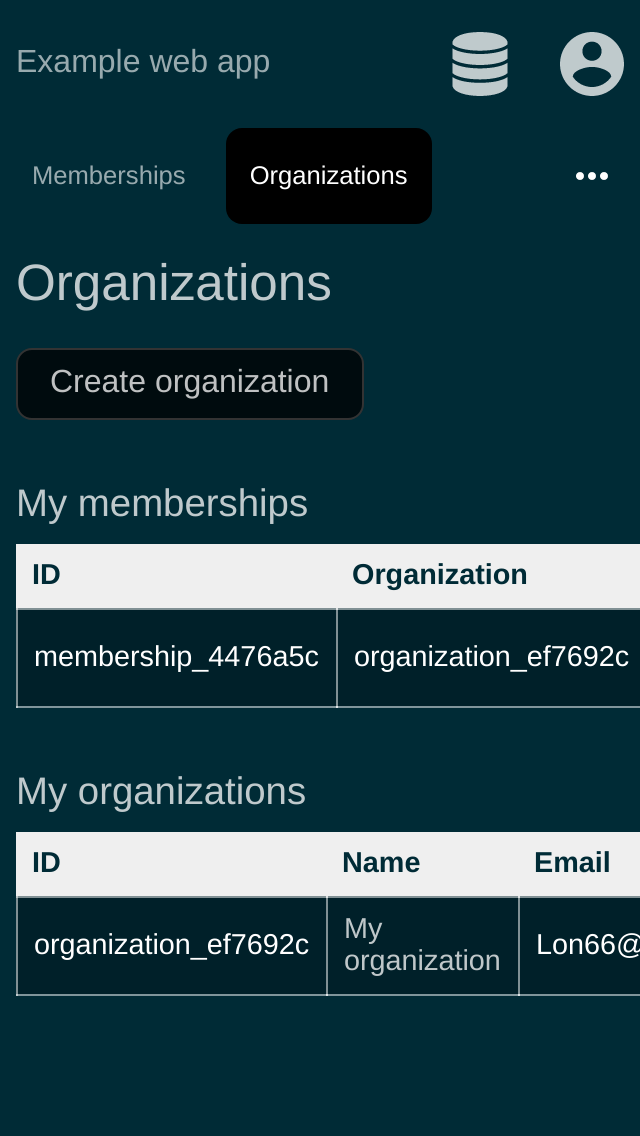 Example web app
Memberships Organizations
Organizations
Create organization
My memberships
ID Organization
membership_4476a5c organization_ef7692c
My organizations
ID Name Email
organization_ef7692c My organization Lon66@